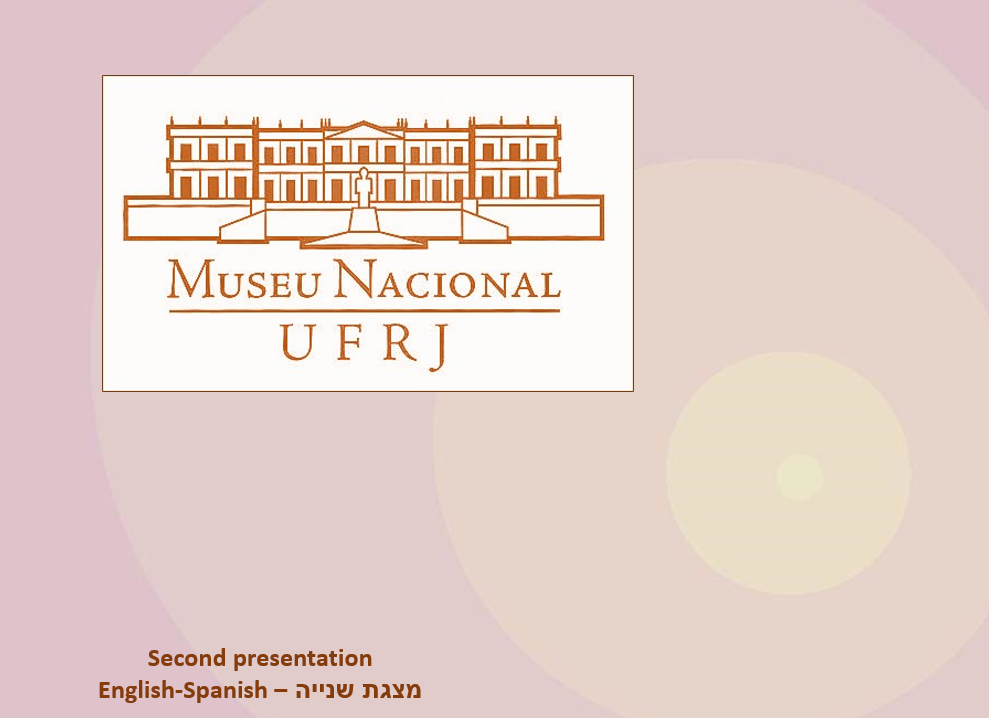 Museu Nacional
UFRJ
Second presentation
English-Spanish – מצגת שנייה